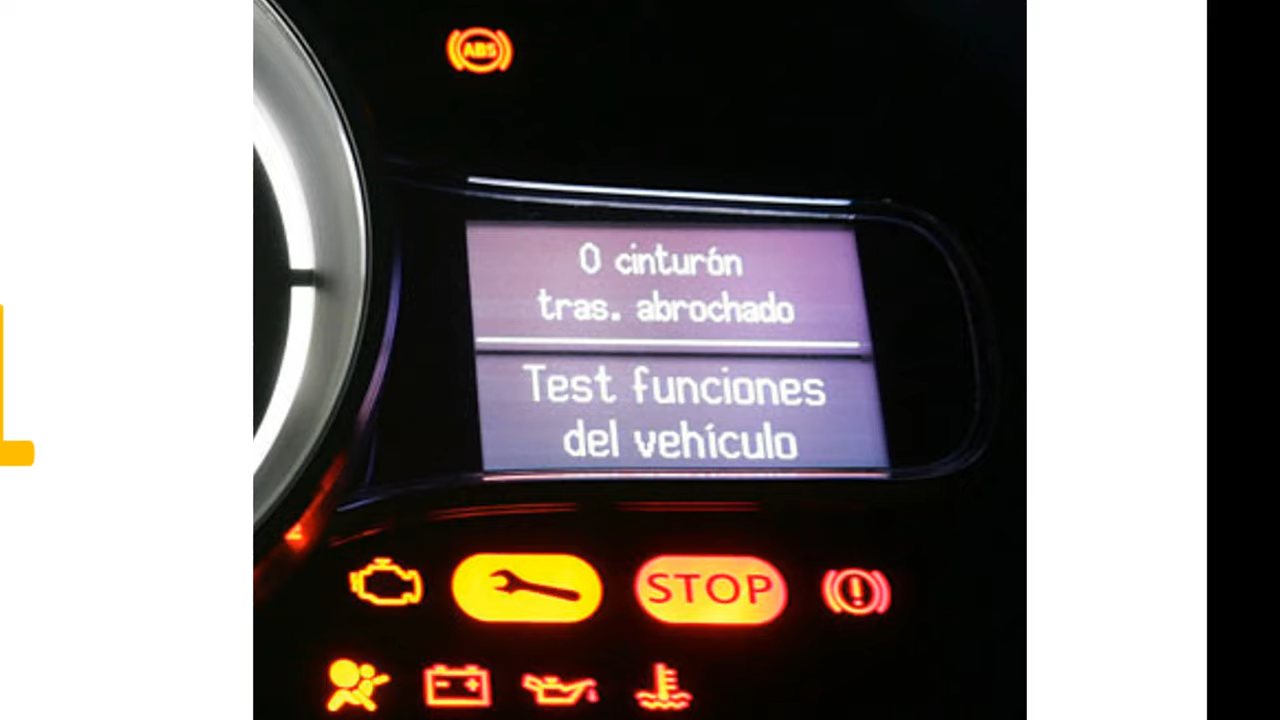 ABS
0 cinturón
tras. abrochado
Test funciones
del vehículo
STOP